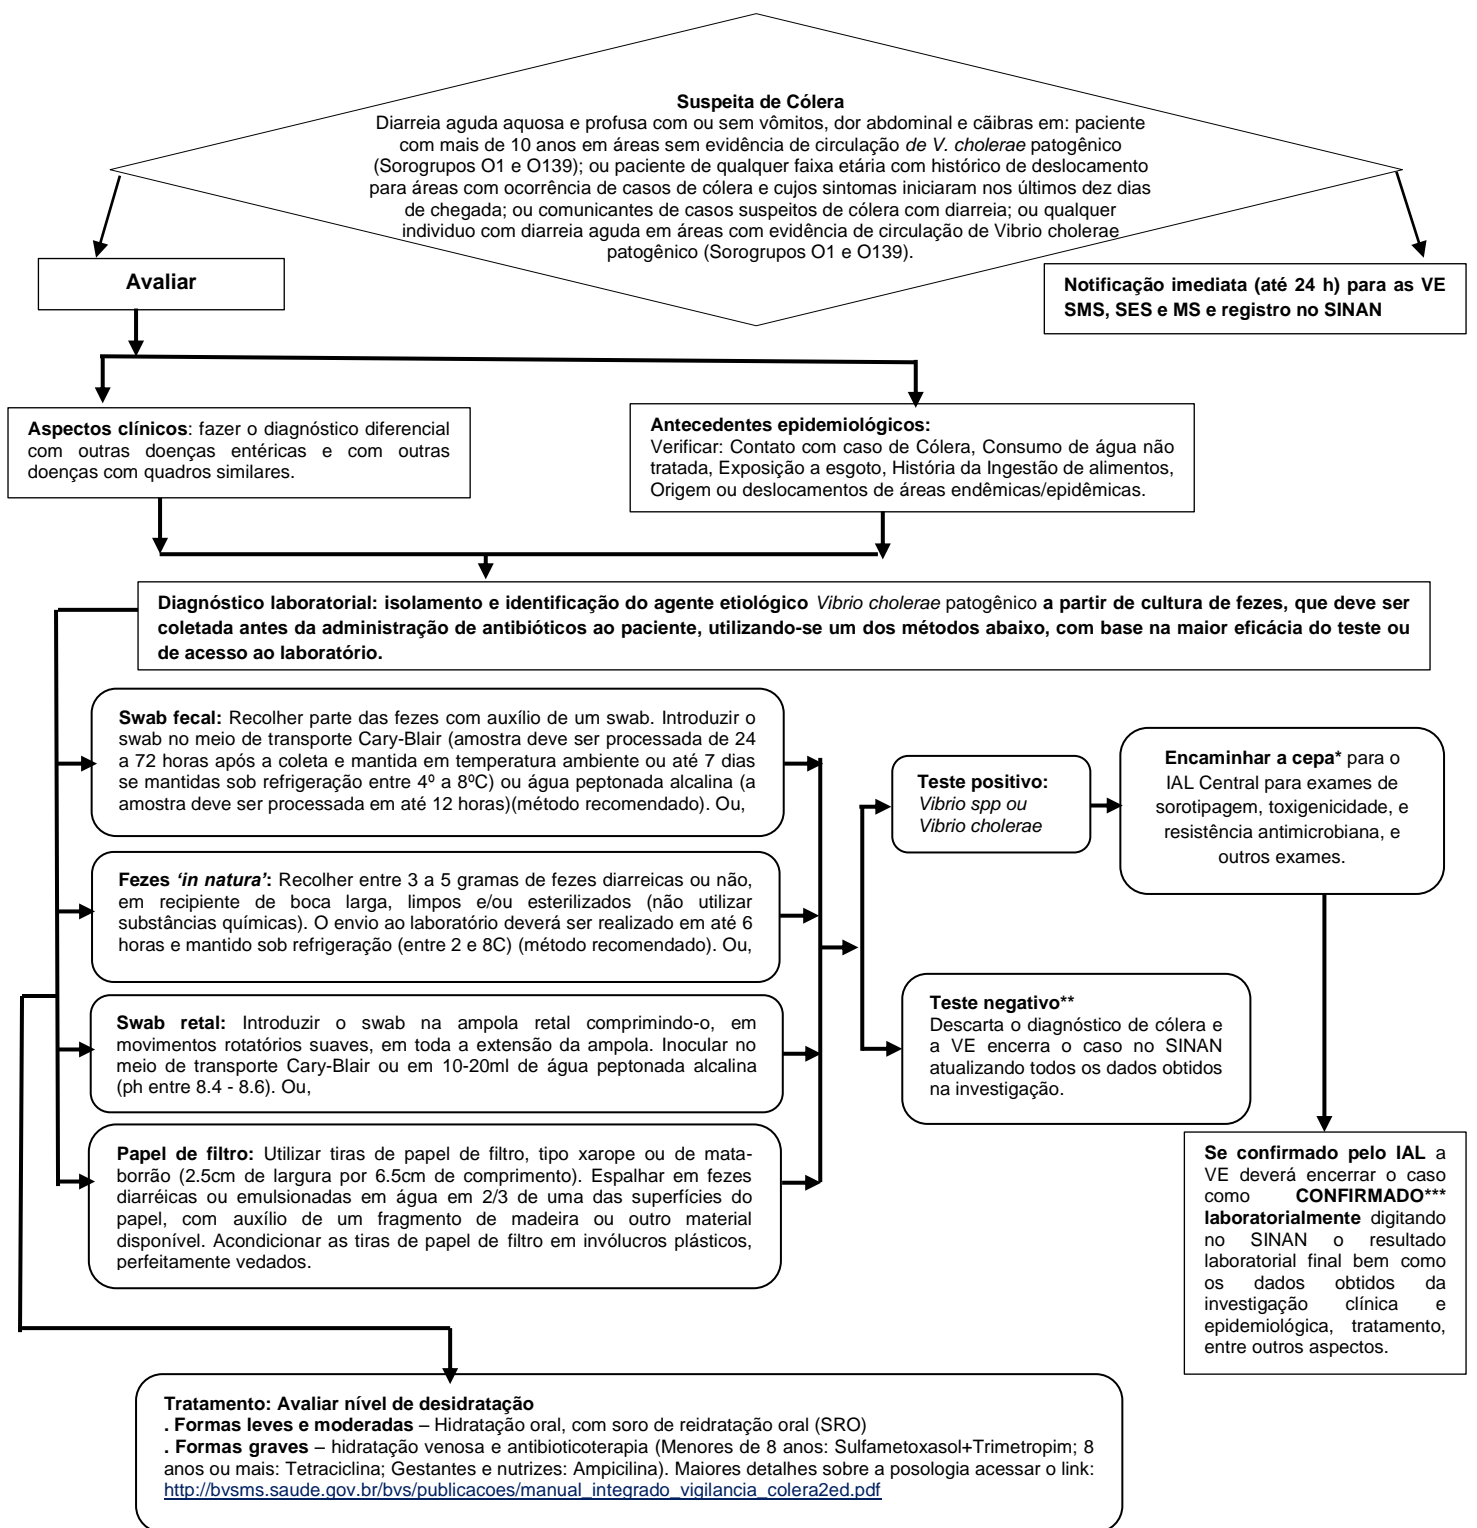 Suspeita de Cólera
Diarreia aguda aquosa e profusa com ou sem vômitos, dor abdominal e cãibras em: paciente
com mais de 10 anos em áreas sem evidência de circulação de V. cholerae patogênico
(Sorogrupos O1 e O139); ou paciente de qualquer faixa etária com histórico de deslocamento
para áreas com ocorrência de casos de cólera e cujos sintomas iniciaram nos últimos dez dias
de chegada; ou comunicantes de casos suspeitos de cólera com diarreia; ou qualquer
individuo com diarreia aguda em áreas com evidência de circulação de Vibrio cholerae
patogênico (Sorogrupos O1 e O139).
Avaliar
Notificação imediata (até 24 h) para as VE
SMS, SES e MS e registro no SINAN
Aspectos clínicos: fazer o diagnóstico diferencial
com outras doenças entéricas e com outras
doenças com quadros similares.
Antecedentes epidemiológicos:
Verificar: Contato com caso de Cólera, Consumo de água não
tratada, Exposição a esgoto, História da Ingestão de alimentos,
Origem ou deslocamentos de áreas endêmicas/epidêmicas.
Diagnóstico laboratorial: isolamento e identificação do agente etiológico Vibrio cholerae patogênico a partir de cultura de fezes, que deve ser
coletada antes da administração de antibióticos ao paciente, utilizando-se um dos métodos abaixo, com base na maior eficácia do teste ou
de acesso ao laboratório.
Swab fecal: Recolher parte das fezes com auxílio de um swab. Introduzir o
swab no meio de transporte Cary-Blair (amostra deve ser processada de 24
a 72 horas após a coleta e mantida em temperatura ambiente ou até 7 dias
se mantidas sob refrigeração entre 4º a 8ºC) ou água peptonada alcalina (a
amostra deve ser processada em até 12 horas)(método recomendado). Ou,
Fezes 'in natura': Recolher entre 3 a 5 gramas de fezes diarreicas ou não,
em recipiente de boca larga, limpos e/ou esterilizados (não utilizar
substâncias químicas). O envio ao laboratório deverá ser realizado em até 6
horas e mantido sob refrigeração (entre 2 e 8C) (método recomendado). Ou,
Swab retal: Introduzir o swab na ampola retal comprimindo-o, em
movimentos rotatórios suaves, em toda a extensão da ampola. Inocular no
meio de transporte Cary-Blair ou em 10-20ml de água peptonada alcalina
(ph entre 8.4 - 8.6). Ou,
Papel de filtro: Utilizar tiras de papel de filtro, tipo xarope ou de mata-
borrão (2.5cm de largura por 6.5cm de comprimento). Espalhar em fezes
diarréicas ou emulsionadas em água em 2/3 de uma das superfícies do
papel, com auxílio de um fragmento de madeira ou outro material
disponível. Acondicionar as tiras de papel de filtro em invólucros plásticos,
perfeitamente vedados.
Teste positivo:
Vibrio spp ou
Vibrio cholerae
Encaminhar a cepa* para o
IAL Central para exames de
sorotipagem, toxigenicidade, e
resistência antimicrobiana, e
outros exames.
Teste negativo**
Descarta o diagnóstico de cólera e
a VE encerra o caso no SINAN
atualizando todos os dados obtidos
na investigação.
Se confirmado pelo IAL a
VE deverá encerrar o caso
como CONFIRMADO***
laboratorialmente digitando
no SINAN o resultado
laboratorial final bem como
os dados obtidos da
investigação clínica e
epidemiológica, tratamento,
entre outros aspectos.
Tratamento: Avaliar nível de desidratação
. Formas leves e moderadas – Hidratação oral, com soro de reidratação oral (SRO)
. Formas graves – hidratação venosa e antibioticoterapia (Menores de 8 anos: Sulfametoxasol+Trimetropim; 8
anos ou mais: Tetraciclina; Gestantes e nutrizes: Ampicilina). Maiores detalhes sobre a posologia acessar o link:
http://bvsms.saude.gov.br/bvs/publicacoes/manual_integrado_vigilancia_colera2ed.pdf